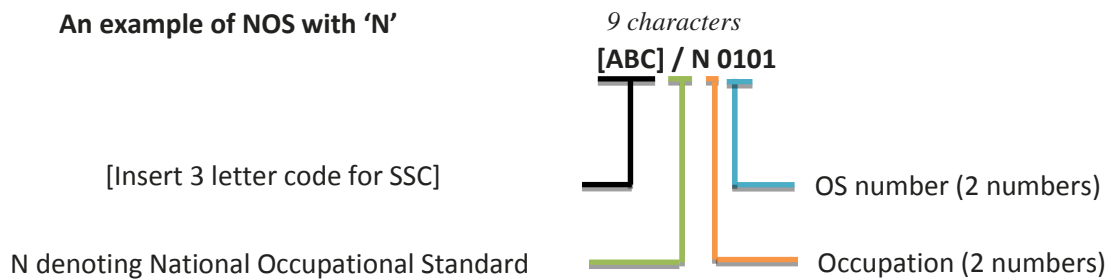 An example of NOS with ‘N’
9 characters
[ABC] / N 0101
[Insert 3 letter code for SSC]
OS number (2 numbers)
N denoting National Occupational Standard
Occupation (2 numbers)